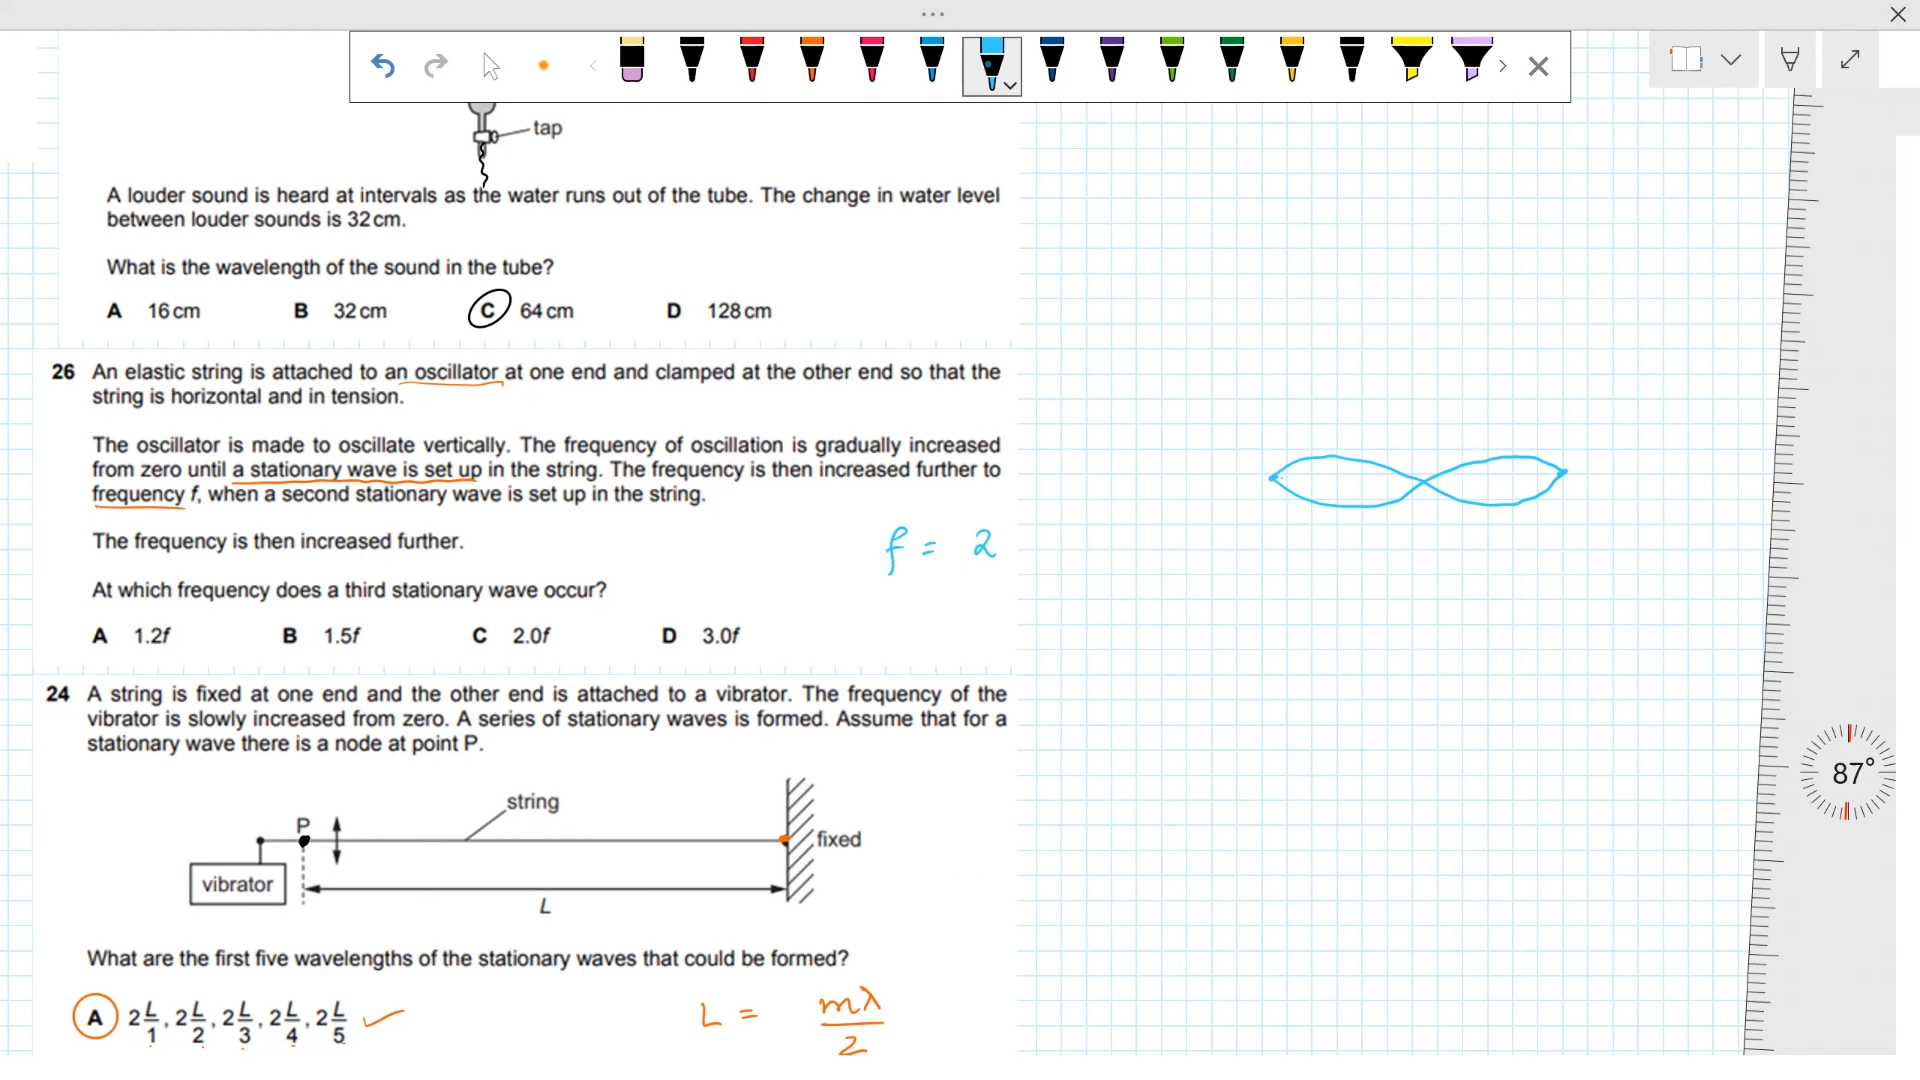 tap
A louder sound is heard at intervals as the water runs out of the tube. The change in water level
between louder sounds is 32 cm.
What is the wavelength of the sound in the tube?
A 16 cm B 32 cm C 64 cm D 128 cm
26 An elastic string is attached to an oscillator at one end and clamped at the other end so that the
string is horizontal and in tension.
The oscillator is made to oscillate vertically. The frequency of oscillation is gradually increased
from zero until a stationary wave is set up in the string. The frequency is then increased further to
frequency f, when a second stationary wave is set up in the string.
The frequency is then increased further.
f = 2
At which frequency does a third stationary wave occur?
A 1.2f B 1.5f C 2.0f D 3.0f
24 A string is fixed at one end and the other end is attached to a vibrator. The frequency of the
vibrator is slowly increased from zero. A series of stationary waves is formed. Assume that for a
stationary wave there is a node at point P.
string
P
fixed
vibrator
L
What are the first five wavelengths of the stationary waves that could be formed?
A 2 L/1, 2 L/2, 2 L/3, 2 L/4, 2 L/5
L = mλ/2
87°